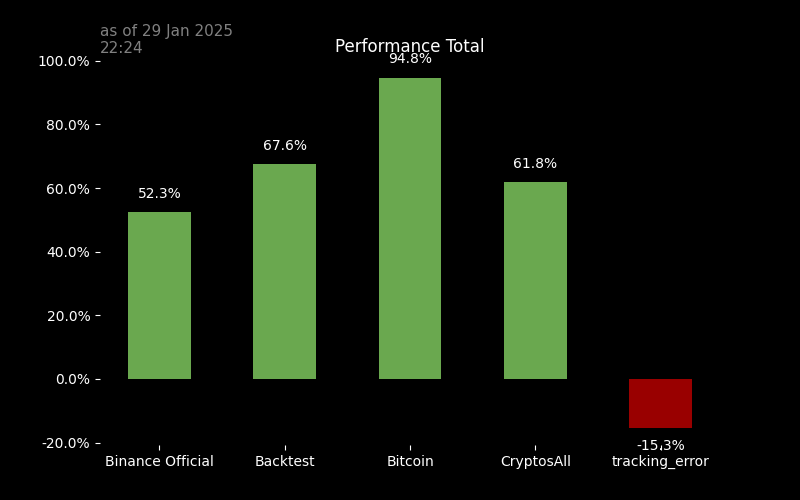 as of 29 Jan 2025
22:24
Performance Total
100.0%
80.0%
60.0%
40.0%
20.0%
0.0%
-20.0%
52.3%
67.6%
94.8%
61.8%
-15.3%
Binance Official
Backtest
Bitcoin
CryptosAll
tracking_error